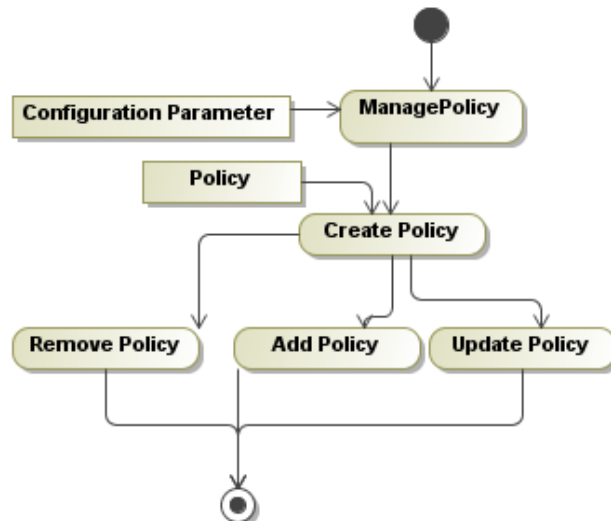 ManagePolicy
Configuration Parameter
Policy
Create Policy
Remove Policy
Add Policy
Update Policy